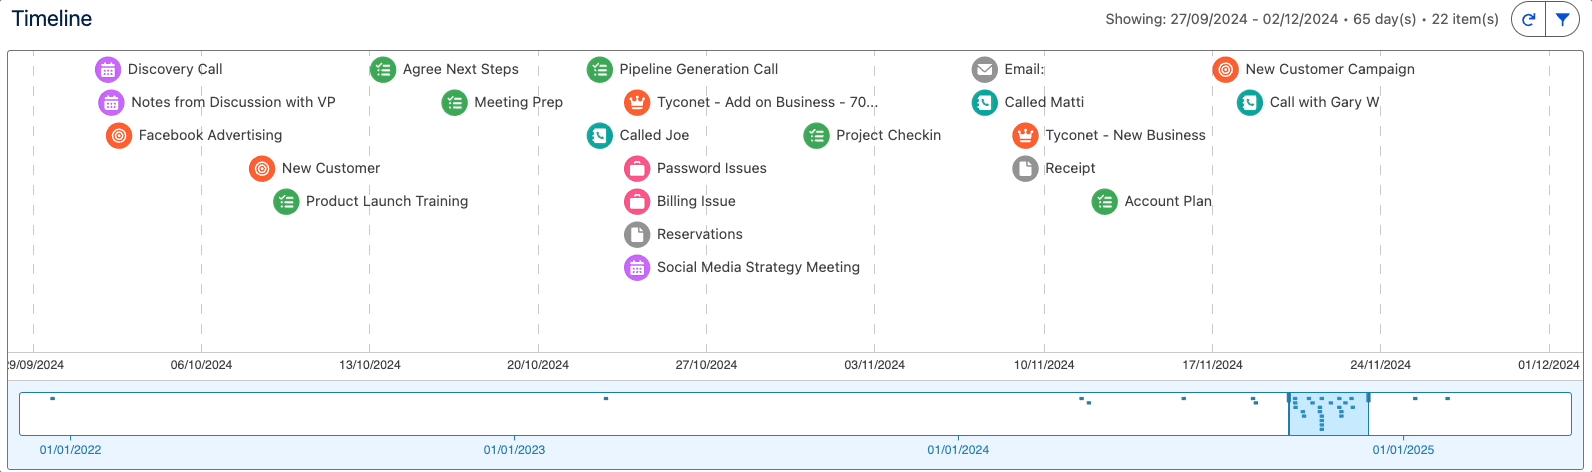 Timeline
Showing: 27/09/2024 - 02/12/2024 • 65 day(s) • 22 item(s)
Discovery Call
Agree Next Steps
Pipeline Generation Call
Email:
New Customer Campaign
Notes from Discussion with VP
Meeting Prep
Tyconet - Add on Business - 70...
Called Matti
Call with Gary W
Facebook Advertising
Called Joe
Project Checkin
Tyconet - New Business
New Customer
Password Issues
Receipt
Product Launch Training
Billing Issue
Account Plan
Reservations
Social Media Strategy Meeting
29/09/2024
06/10/2024
13/10/2024
20/10/2024
27/10/2024
03/11/2024
10/11/2024
17/11/2024
24/11/2024
01/12/2024
01/01/2022
01/01/2023
01/01/2024
01/01/2025